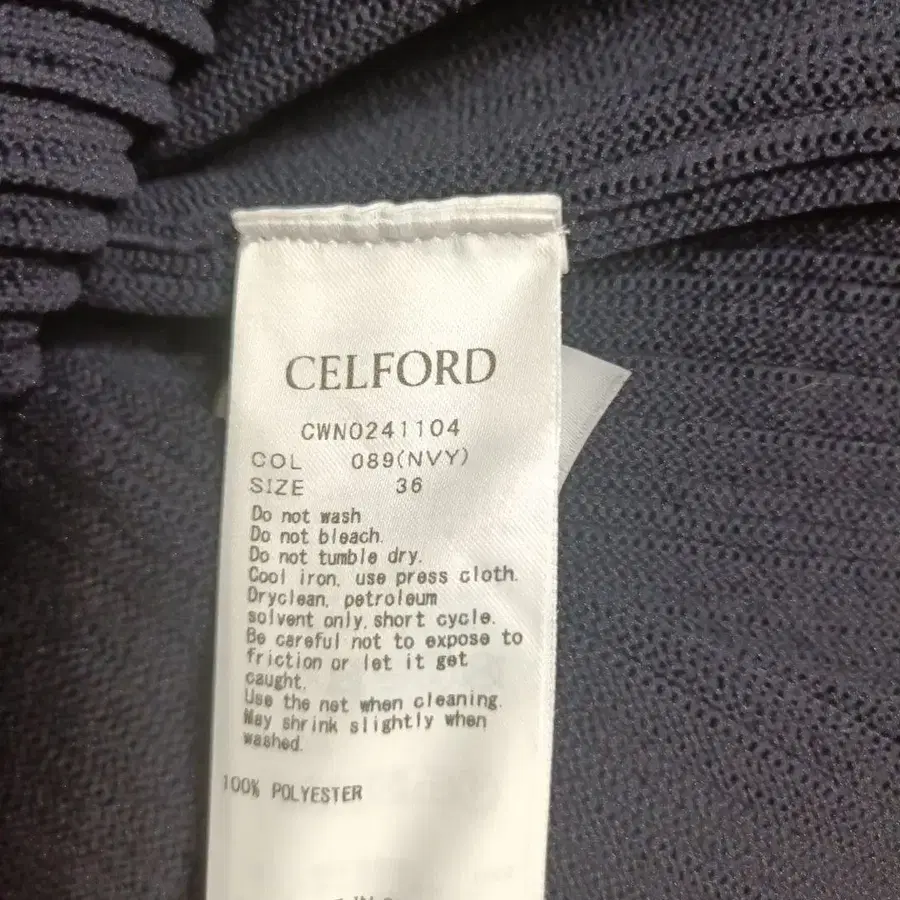 CELFORD
CWNO241104
COL 089(NVY)
SIZE 36
Do not wash
Do not bleach.
Do not tumble dry.
Cool iron, use press cloth.
Dryclean, petroleum
solvent only, short cycle.
Be careful not to expose to
friction or let it get
caught.
Use the net when cleaning.
May shrink slightly when
washed.
100% POLYESTER
IN